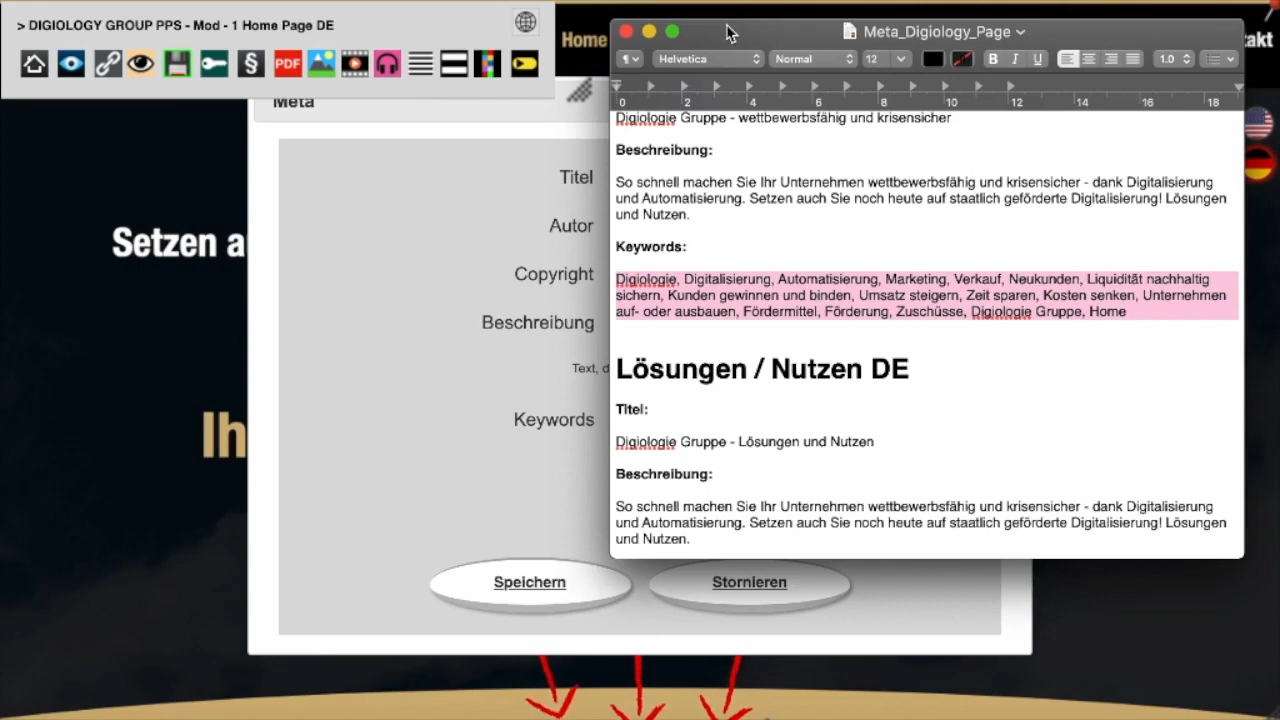 > DIGIOLOGY GROUP PPS - Mod - 1 Home Page DE
§
PDF
Home
Meta
Setzen a
Ih
Titel
Autor
Copyright
Beschreibung
Text, d
Keywords
Speichern
Stornieren
Meta_Digiology_Page
¶
Helvetica
Normal
12
B I U
1.0
0 2 4 6 8 10 12 14 16 18
Digiologie Gruppe - wettbewerbsfähig und krisensicher
Beschreibung:
So schnell machen Sie Ihr Unternehmen wettbewerbsfähig und krisensicher - dank Digitalisierung
und Automatisierung. Setzen auch Sie noch heute auf staatlich geförderte Digitalisierung! Lösungen
und Nutzen.
Keywords:
Digiologie, Digitalisierung, Automatisierung, Marketing, Verkauf, Neukunden, Liquidität nachhaltig
sichern, Kunden gewinnen und binden, Umsatz steigern, Zeit sparen, Kosten senken, Unternehmen
auf- oder ausbauen, Fördermittel, Förderung, Zuschüsse, Digiologie Gruppe, Home
Lösungen / Nutzen DE
Titel:
Digiologie Gruppe - Lösungen und Nutzen
Beschreibung:
So schnell machen Sie Ihr Unternehmen wettbewerbsfähig und krisensicher - dank Digitalisierung
und Automatisierung. Setzen auch Sie noch heute auf staatlich geförderte Digitalisierung! Lösungen
und Nutzen.
takt